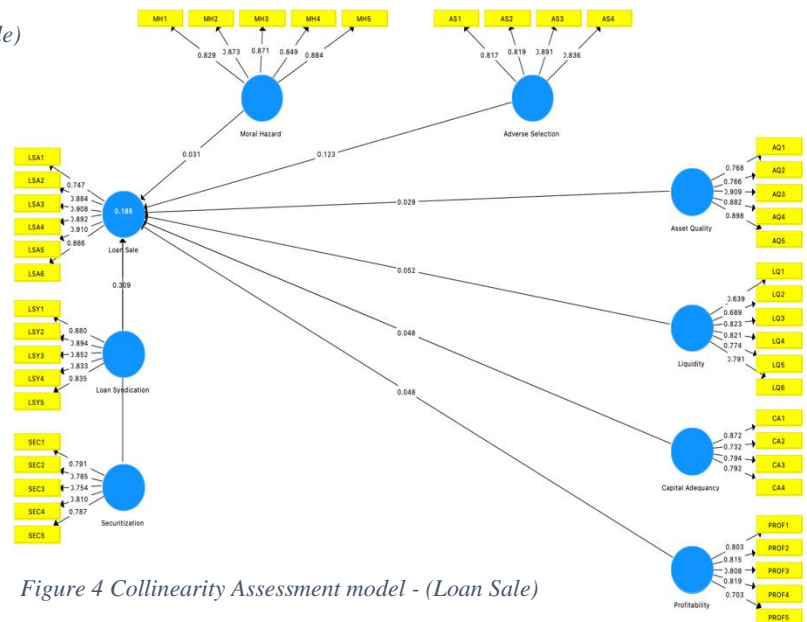 le)
MH1 MH2 MH3 MH4 MH5
AS1 AS2 AS3 AS4
0.829 0.873 0.871 0.849 0.884
0.817 0.819 0.891 0.836
Moral Hazard
Adverse Selection
0.031
0.123
LSA1
LSA2
LSA3
LSA4
LSA5
LSA6
0.747
0.884
0.908
0.892
0.910
0.886
0.185
Loan Sale
0.029
AQ1
AQ2
AQ3
AQ4
AQ5
0.768
0.766
0.909
0.882
0.898
Asset Quality
0.052
LQ1
LQ2
LQ3
LQ4
LQ5
LQ6
0.639
0.689
0.823
0.821
0.774
0.791
Liquidity
0.309
LSY1
LSY2
LSY3
LSY4
LSY5
0.880
0.894
0.852
0.833
0.835
Loan Syndication
0.048
0.048
CA1
CA2
CA3
CA4
0.872
0.732
0.794
0.792
Capital Adequancy
SEC1
SEC2
SEC3
SEC4
SEC5
0.791
0.785
0.754
0.810
0.787
Securitization
PROF1
PROF2
PROF3
PROF4
PROF5
0.803
0.815
0.808
0.819
0.703
Profitability
Figure 4 Collinearity Assessment model - (Loan Sale)